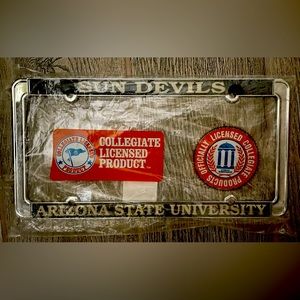 SUN DEVILS
COLLEGIATE
LICENSED
PRODUCT
OFFICIALLY LICENSED COLLEGIATE PRODUCTS
ARIZONA STATE UNIVERSITY